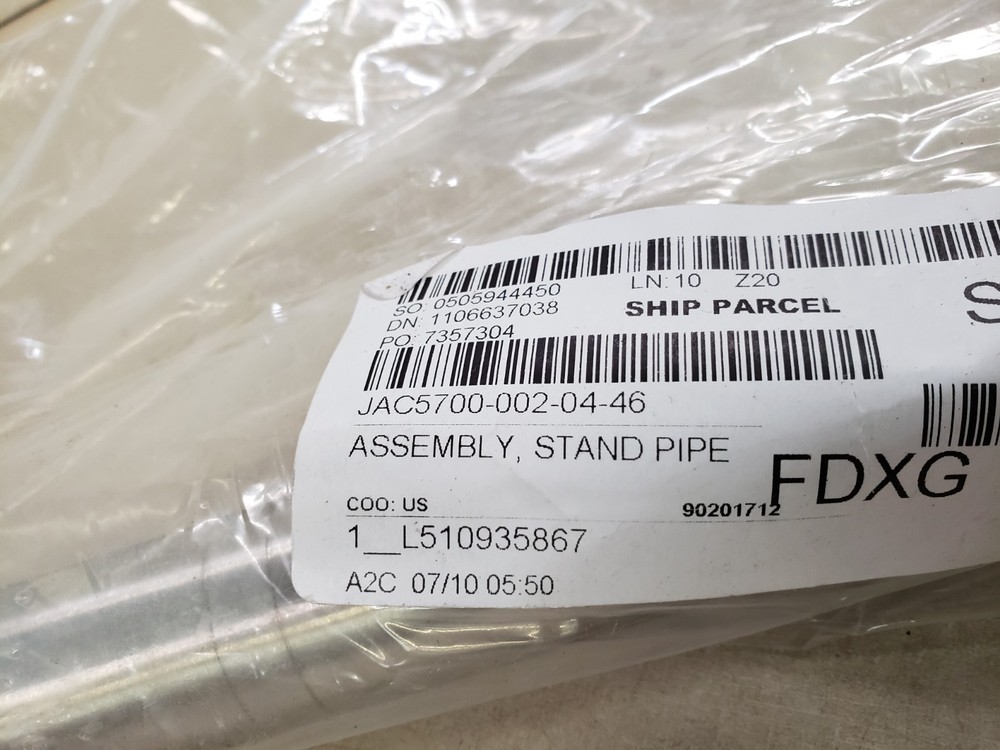 SO: 0505944450
LN:10 Z20
DN: 1106637038
SHIP PARCEL
PO: 7357304
S
JAC5700-002-04-46
ASSEMBLY, STAND PIPE
FDXG
COO: US
90201712
1__L510935867
A2C 07/10 05:50